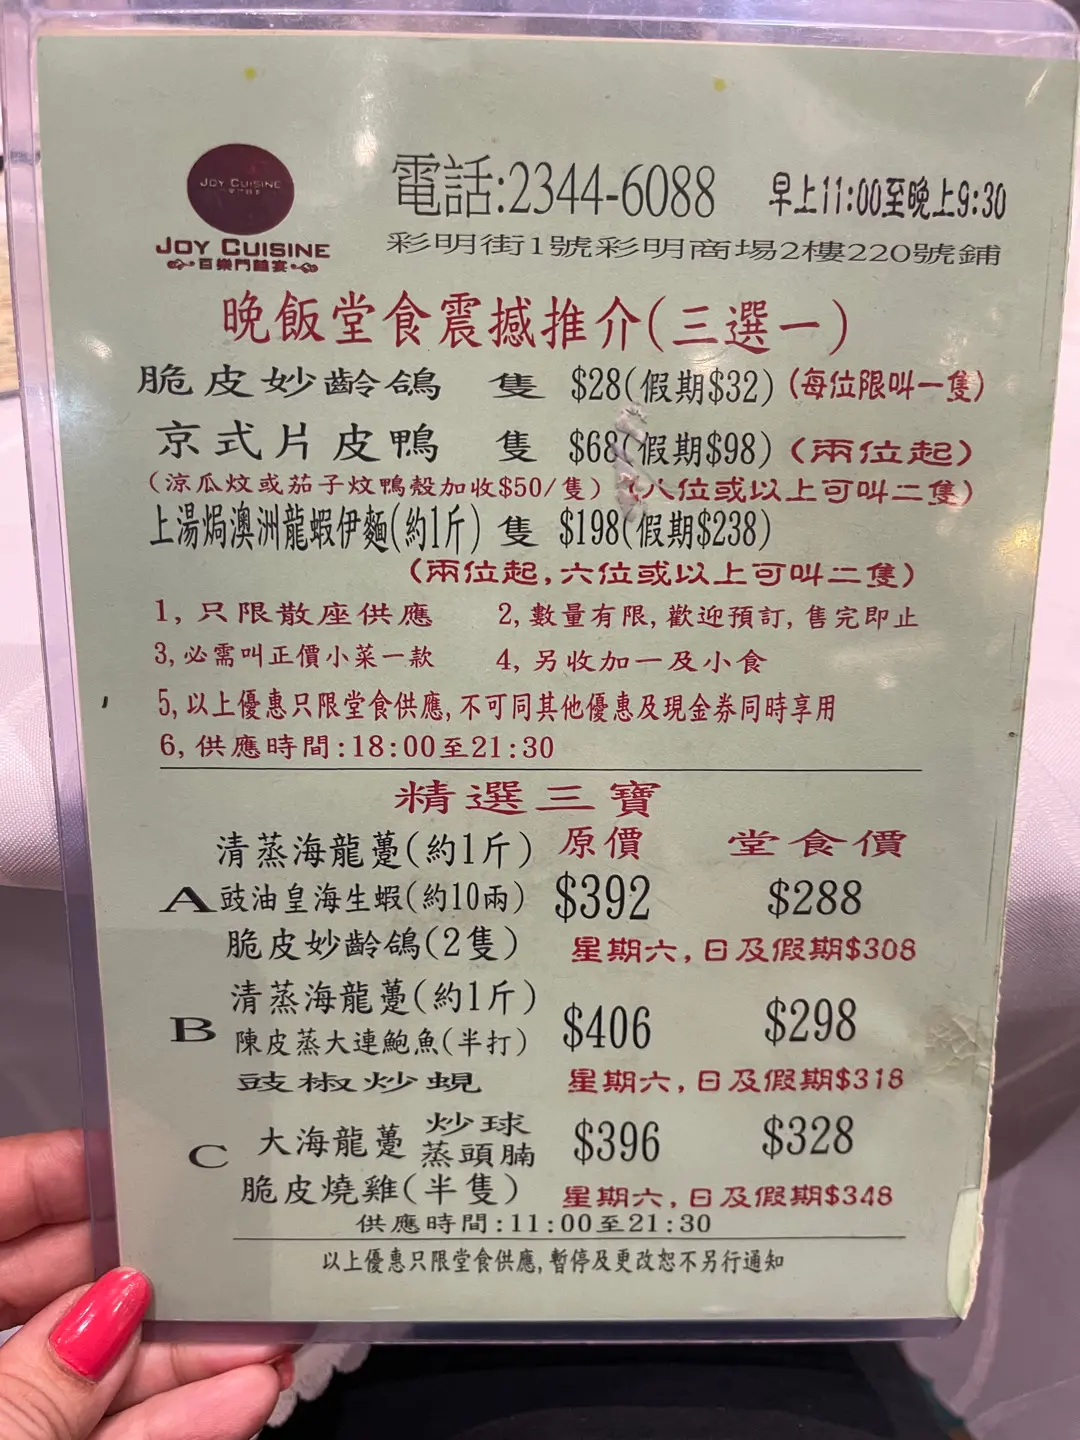 JOY CUISINE
JOY CUISINE
百樂門囍宴
電話:2344-6088 早上11:00至晚上9:30
彩明街1號彩明商場2樓220號鋪
晚飯堂食震撼推介(三選一)
脆皮妙齡鴿 隻 $28(假期$32)(每位限叫一隻)
京式片皮鴨 隻 $68(假期$98)(兩位起)
(涼瓜炆或茄子炆鴨殼加收$50/隻)(八位或以上可叫二隻)
上湯焗澳洲龍蝦伊麵(約1斤) 隻 $198(假期$238)
(兩位起,六位或以上可叫二隻)
1, 只限散座供應 2, 數量有限, 歡迎預訂, 售完即止
3, 必需叫正價小菜一款 4, 另收加一及小食
5, 以上優惠只限堂食供應, 不可同其他優惠及現金券同時享用
6, 供應時間:18:00至21:30
精選三寶
清蒸海龍躉(約1斤) 原價 堂食價
A 豉油皇海生蝦(約10兩) $392 $288
脆皮妙齡鴿(2隻) 星期六,日及假期$308
清蒸海龍躉(約1斤)
B 陳皮蒸大連鮑魚(半打) $406 $298
豉椒炒蜆 星期六,日及假期$318
C 大海龍躉 炒球 $396 $328
蒸頭腩
脆皮燒雞(半隻) 星期六,日及假期$348
供應時間:11:00至21:30
以上優惠只限堂食供應, 暫停及更改恕不另行通知